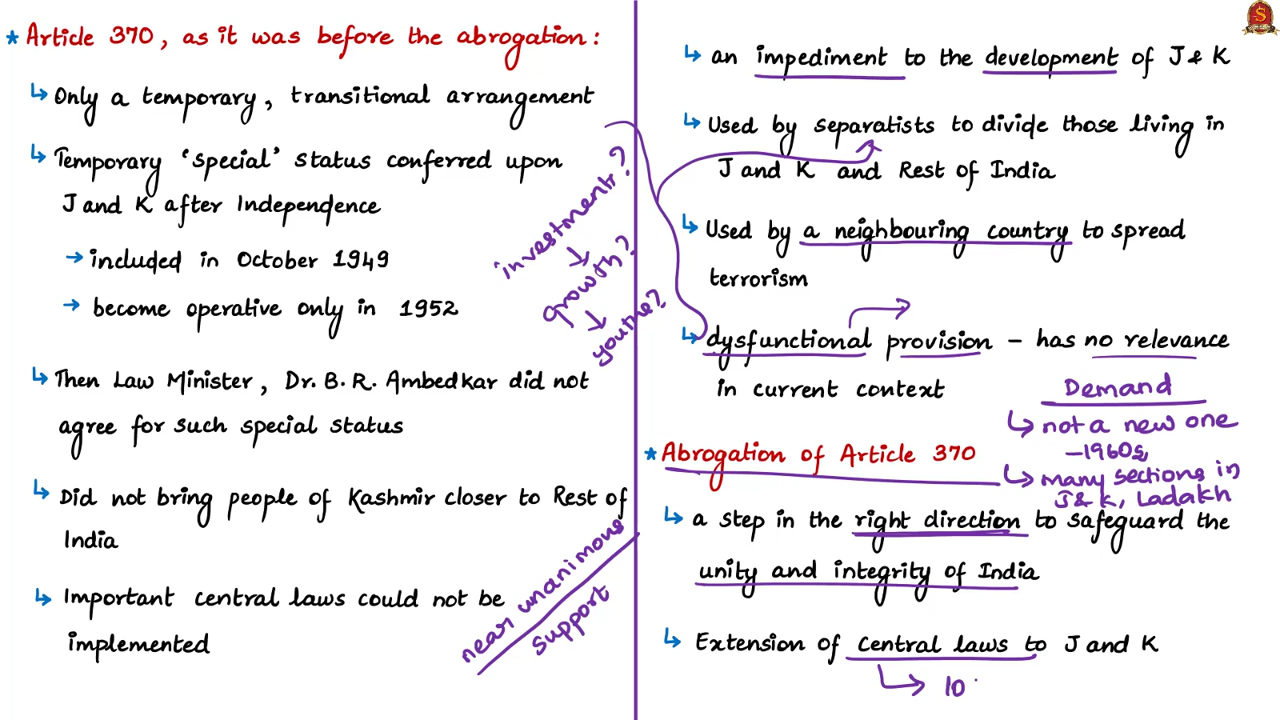 * Article 370, as it was before the abrogation:
↳ Only a temporary, transitional arrangement
↳ Temporary 'special' status conferred upon
J and K after Independence
→ included in October 1949
→ become operative only in 1952
↳ Then Law Minister, Dr. B. R. Ambedkar did not
agree for such special status
↳ Did not bring people of Kashmir closer to Rest of
India
↳ Important central laws could not be
implemented
investments?
↓
growth?
↓
near unanimous
support
↳ an impediment to the development of J & K
↳ Used by separatists to divide those living in
J and K and Rest of India
↳ Used by a neighbouring country to spread
terrorism
↳ dysfunctional provision – has no relevance
in current context
Demand
↳ not a new one
– 1960s
↳ many sections in
J & K, Ladakh
* Abrogation of Article 370
↳ a step in the right direction to safeguard the
unity and integrity of India
↳ Extension of central laws to J and K
↳ 10
S